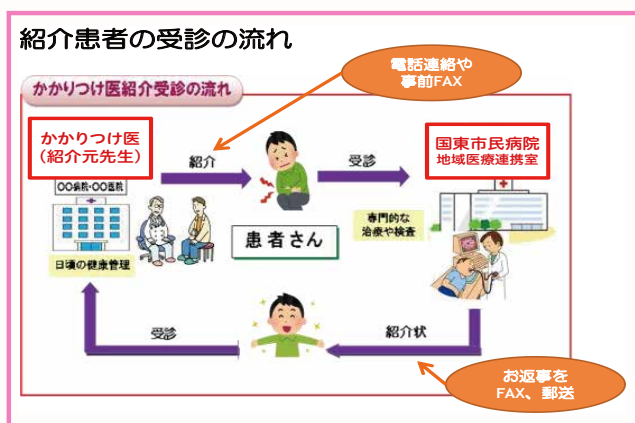 紹介患者の受診の流れ
電話連絡や
事前FAX
かかりつけ医紹介受診の流れ
かかりつけ医
（紹介元先生）
〇〇病院・〇〇医院
日頃の健康管理
紹介
患者さん
受診
国東市民病院
地域医療連携室
専門的な
治療や検査
紹介状
お返事を
FAX、郵送
受診